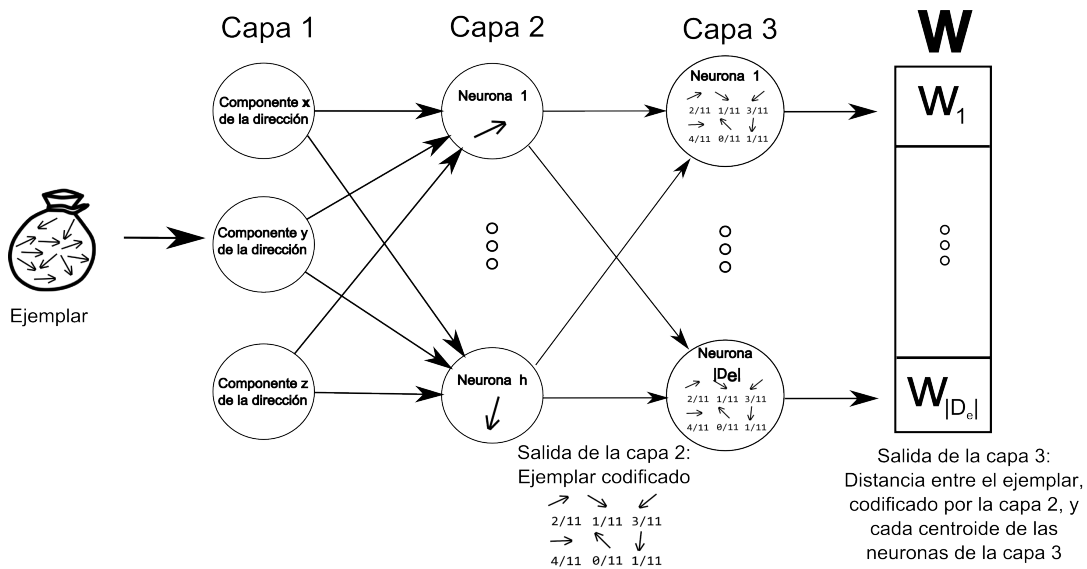 Capa 1
Capa 2
Capa 3
W
Componente x
de la dirección
Neurona 1
Neurona 1
2/11 1/11 3/11
4/11 0/11 1/11
W1
Componente y
de la dirección
Ejemplar
Componente z
de la dirección
Neurona h
Neurona
|De|
2/11 1/11 3/11
4/11 0/11 1/11
W|De|
Salida de la capa 2:
Ejemplar codificado
2/11 1/11 3/11
4/11 0/11 1/11
Salida de la capa 3:
Distancia entre el ejemplar,
codificado por la capa 2, y
cada centroide de las
neuronas de la capa 3